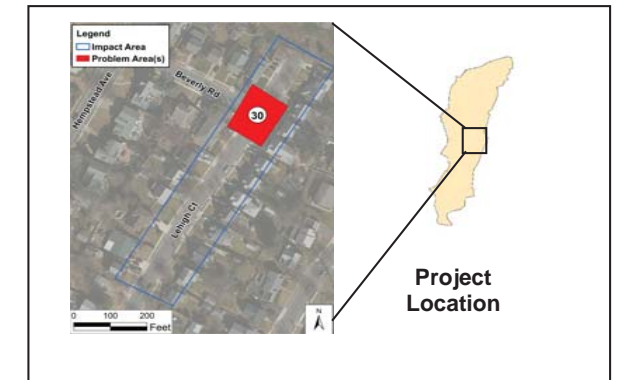 Legend
Impact Area
Problem Area(s)
Hempstead Ave
Beverly Rd
30
Lehigh Ct
0 100 200
Feet
N
Project
Location